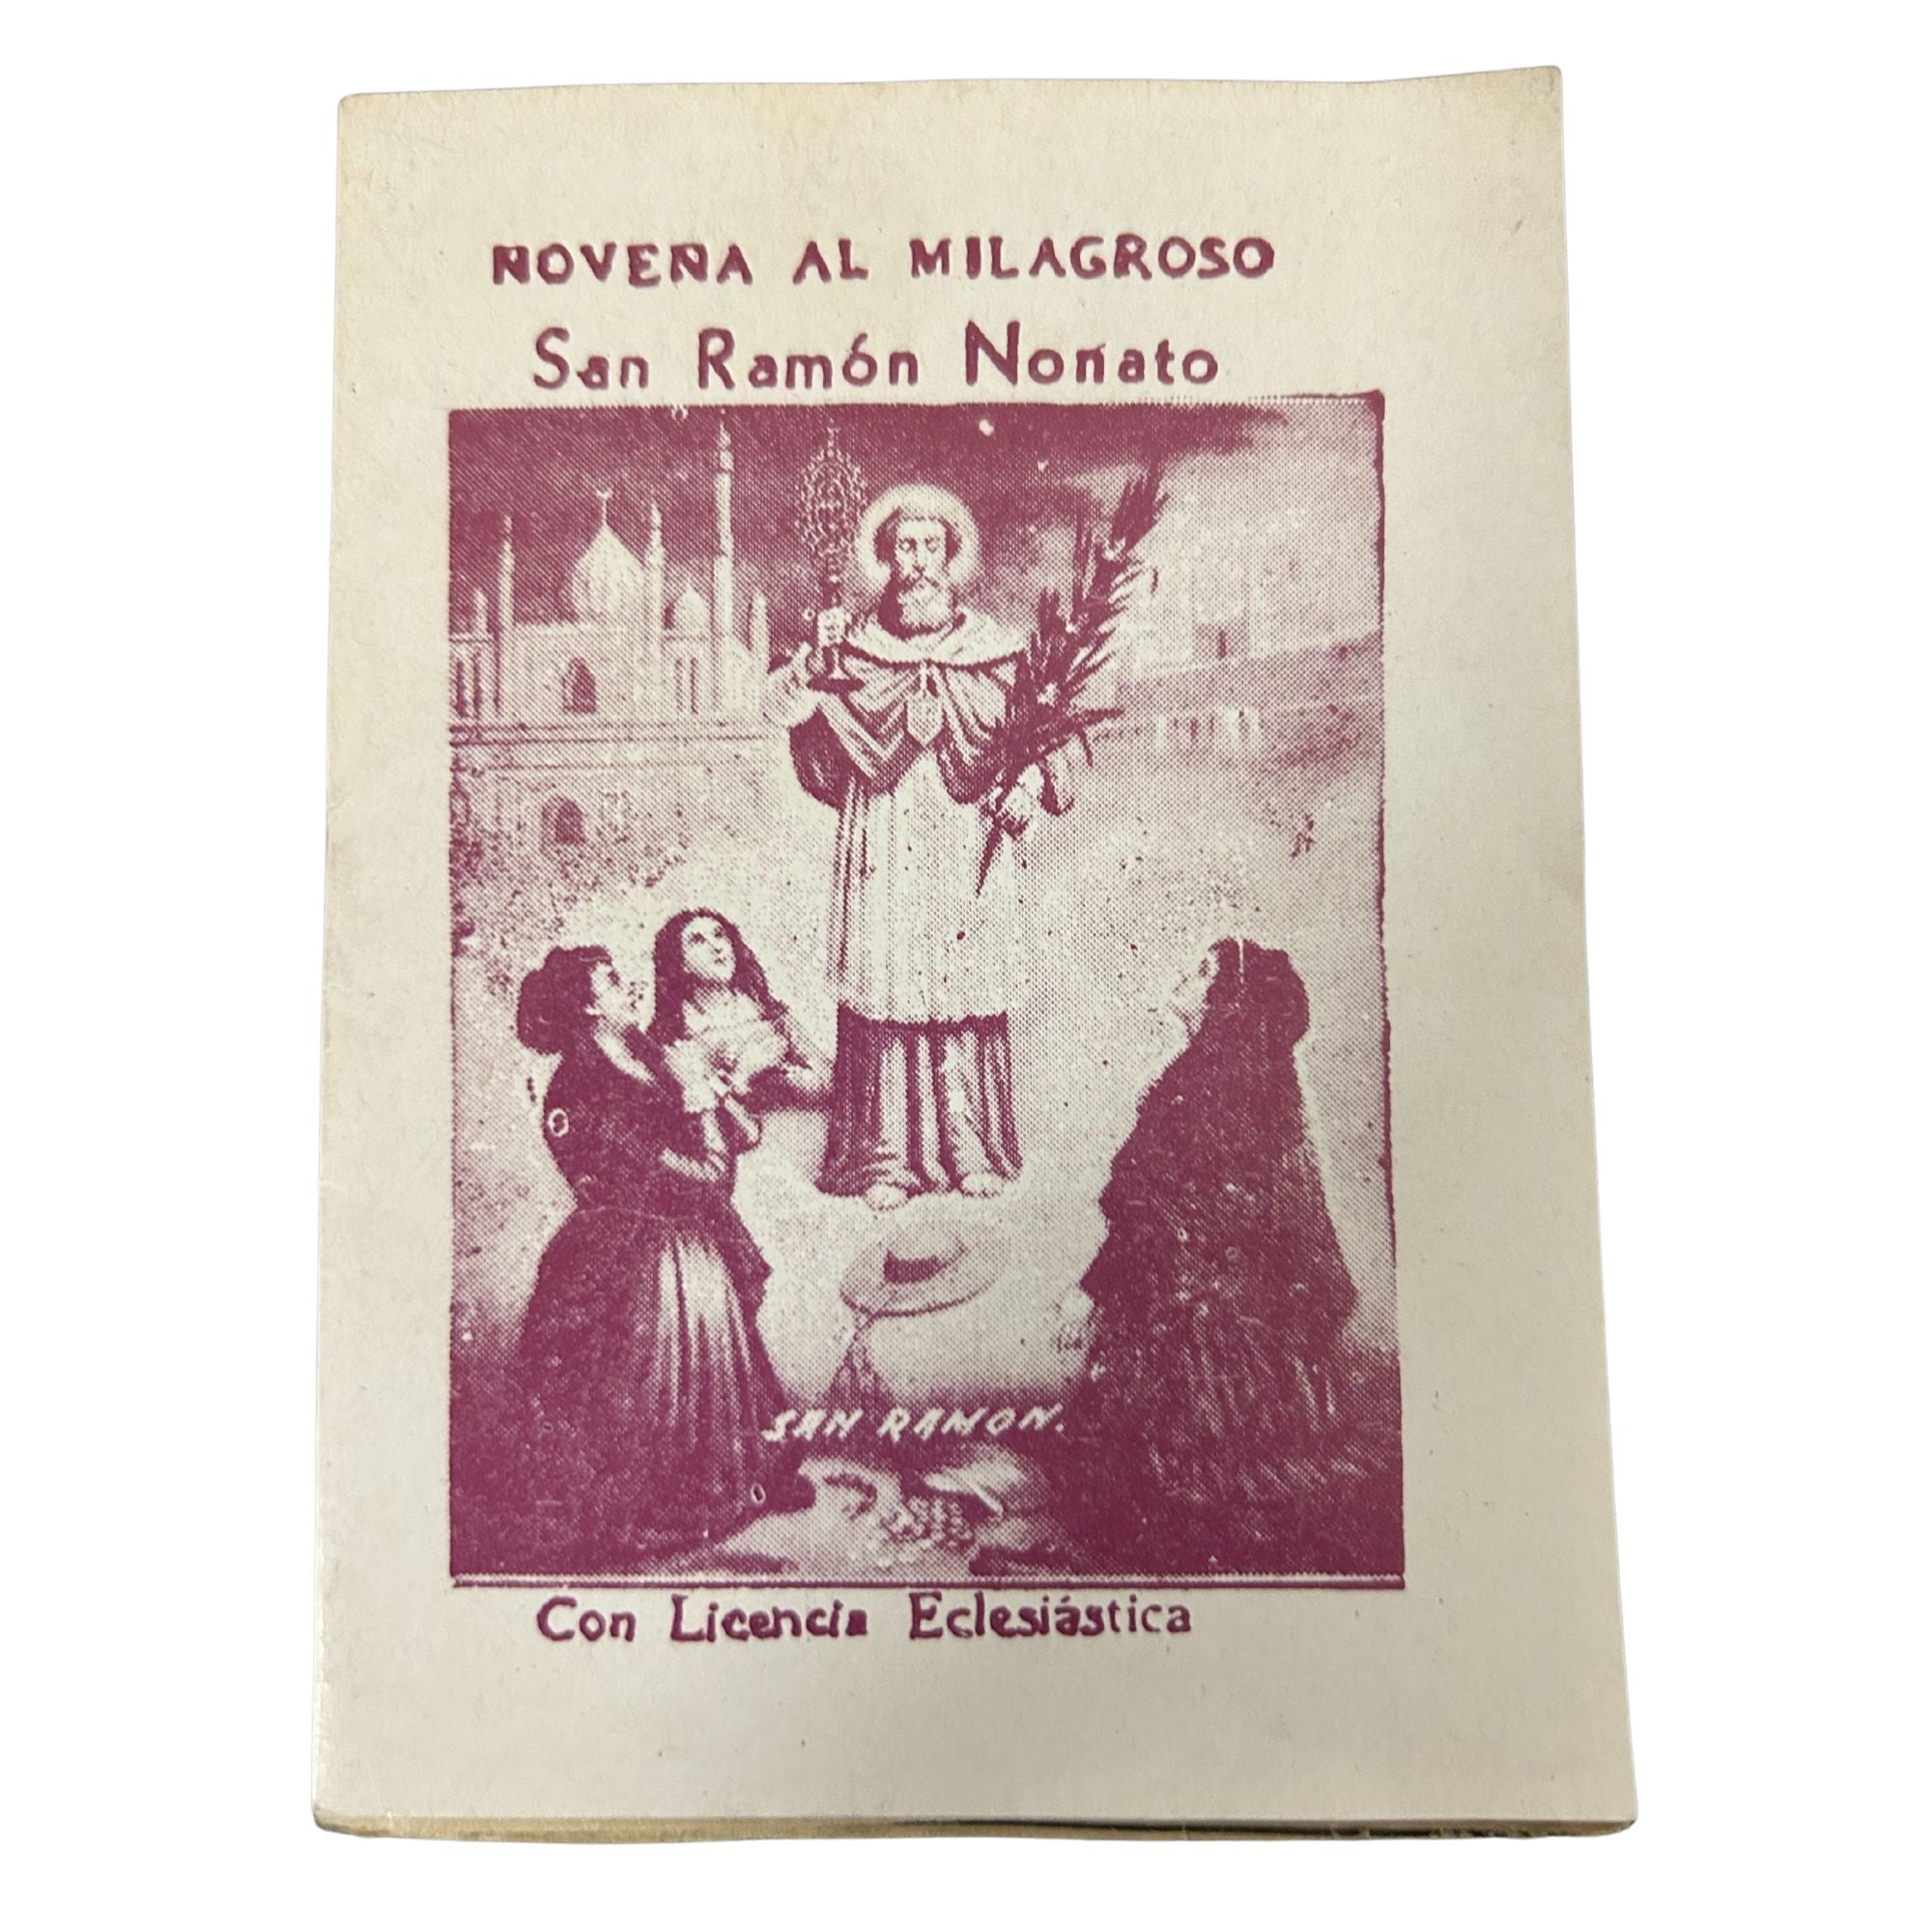 NOVENA AL MILAGROSO
San Ramón Nonato
SAN RAMON.
Con Licencia Eclesiástica